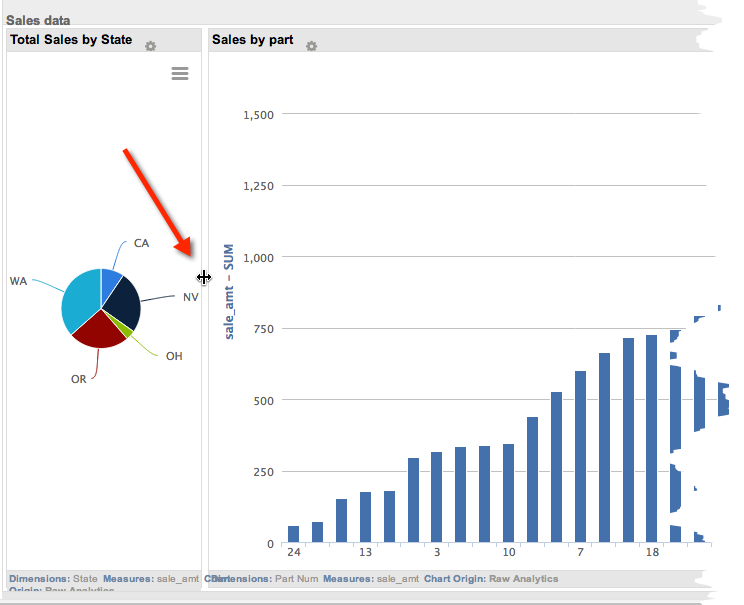 Sales data
Total Sales by State
Sales by part
1,500
1,250
1,000
750
500
250
0
sale_amt - SUM
CA
WA
NV
OH
OR
24 13 3 10 7 18
Dimensions: State Measures: sale_amt
Origin: Raw Analytics
Dimensions: Part Num Measures: sale_amt Chart Origin: Raw Analytics